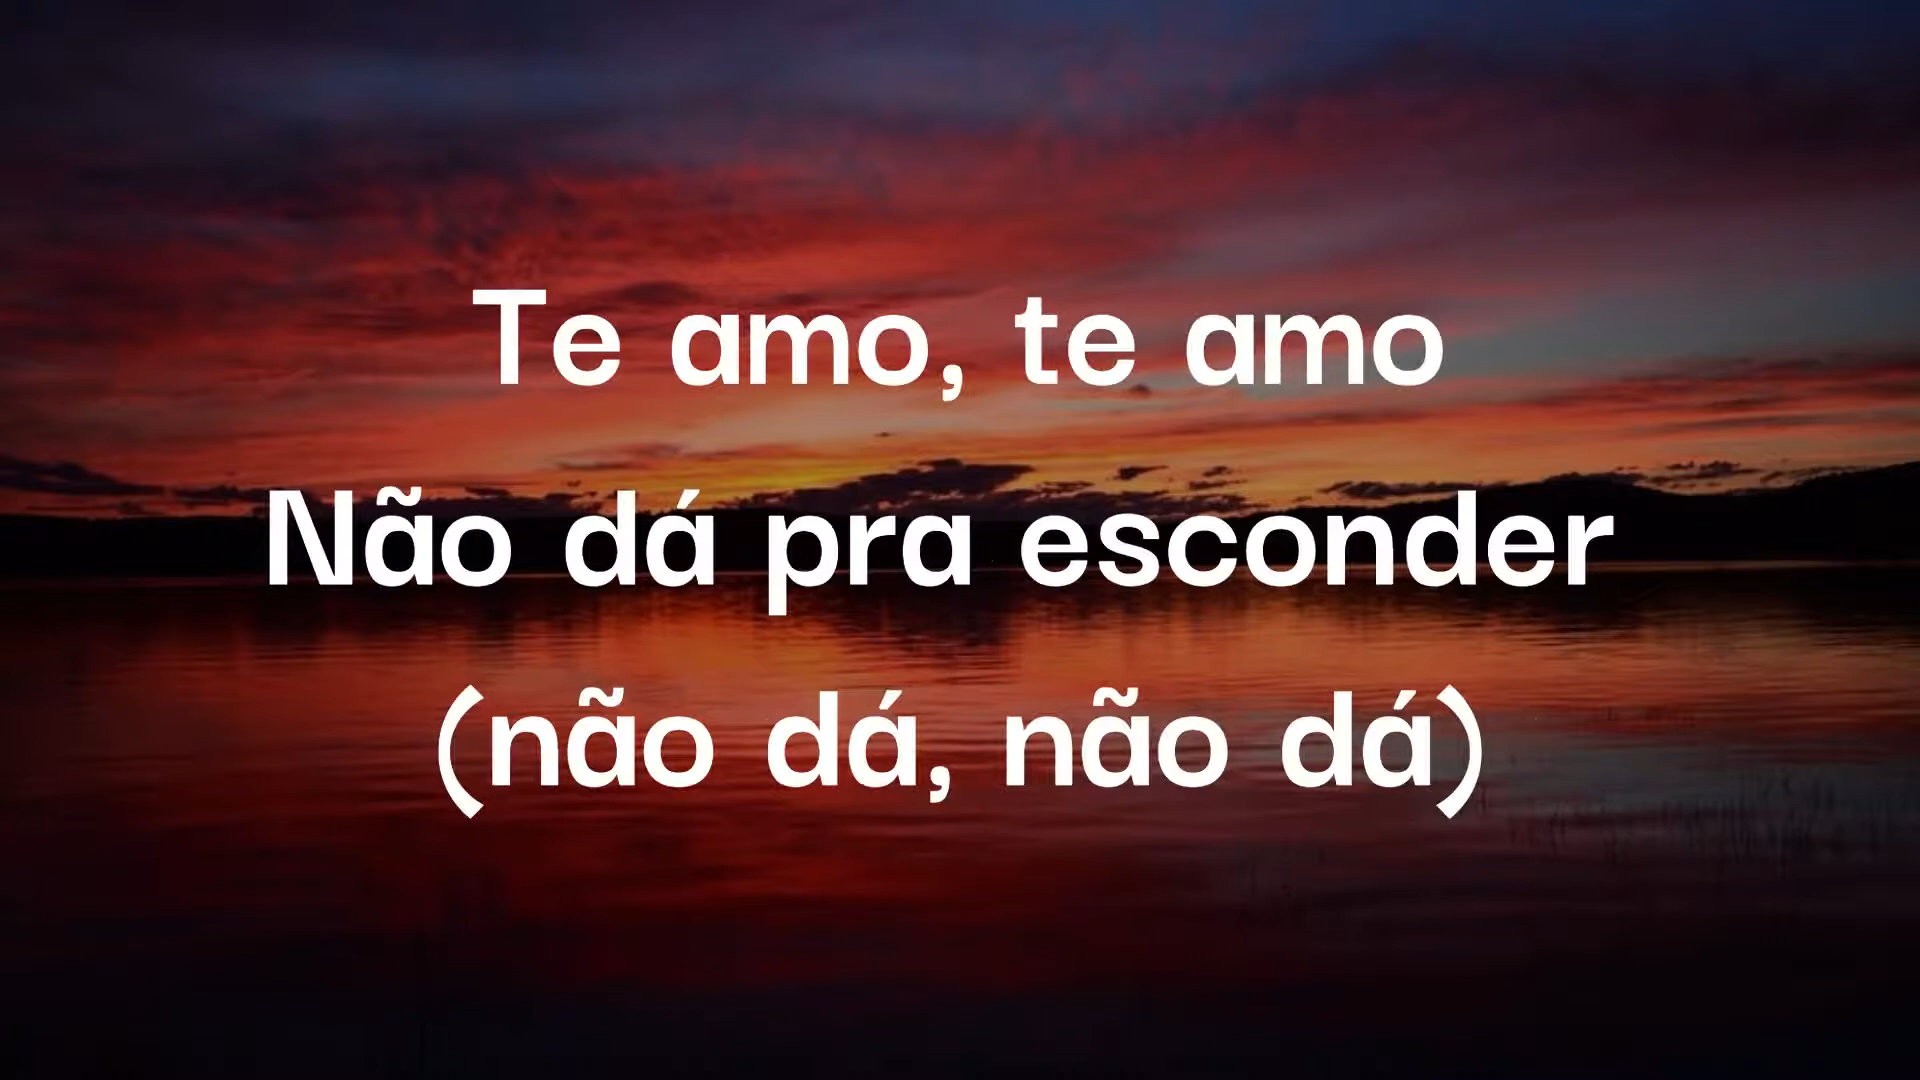 Te amo, te amo
Não dá pra esconder
(não dá, não dá)